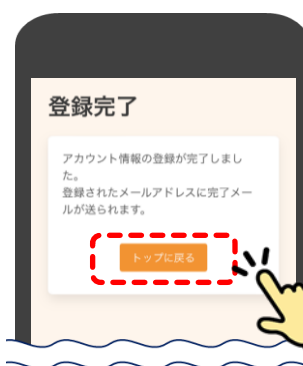 登録完了
アカウント情報の登録が完了しまし
た。
登録されたメールアドレスに完了メー
ルが送られます。
トップに戻る